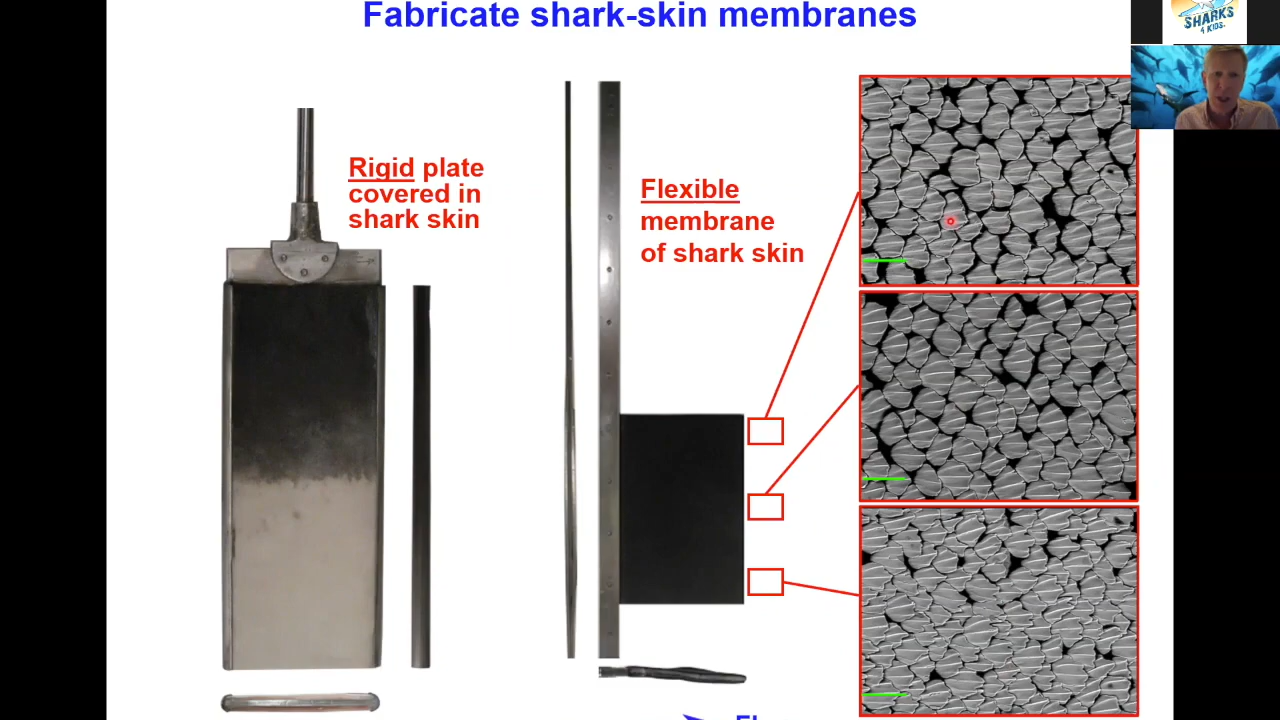 Fabricate shark-skin membranes
SHARKS
4 KIDS.
Rigid plate
covered in
shark skin
Flexible
membrane
of shark skin